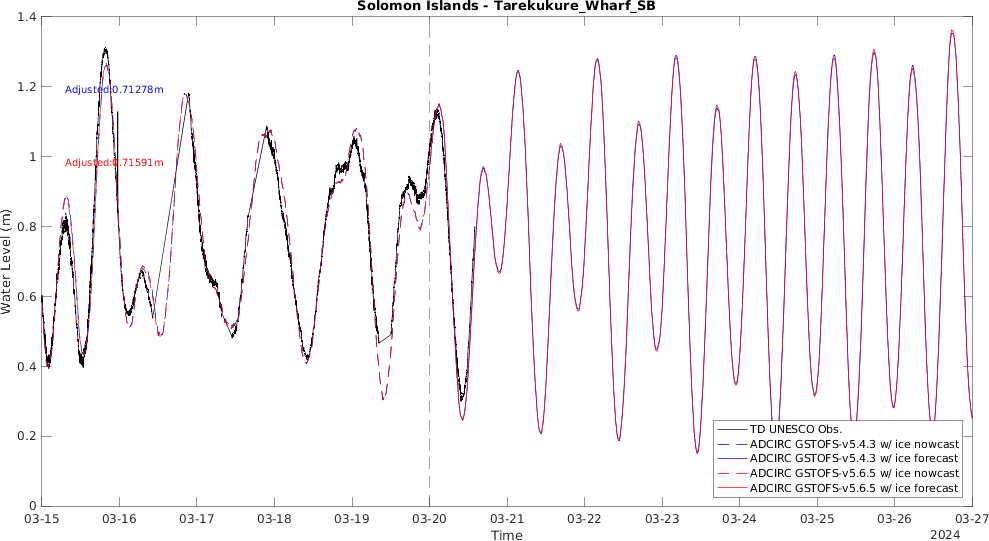 Solomon Islands - Tarekukure_Wharf_SB
1.4
1.2
1
0.8
0.6
0.4
0.2
0
Water Level (m)
Adjusted:0.71278m
Adjusted:0.71591m
TD UNESCO Obs.
ADCIRC GSTOFS-v5.4.3 w/ ice nowcast
ADCIRC GSTOFS-v5.4.3 w/ ice forecast
ADCIRC GSTOFS-v5.6.5 w/ ice nowcast
ADCIRC GSTOFS-v5.6.5 w/ ice forecast
03-15 03-16 03-17 03-18 03-19 03-20 03-21 03-22 03-23 03-24 03-25 03-26 03-27
Time
2024